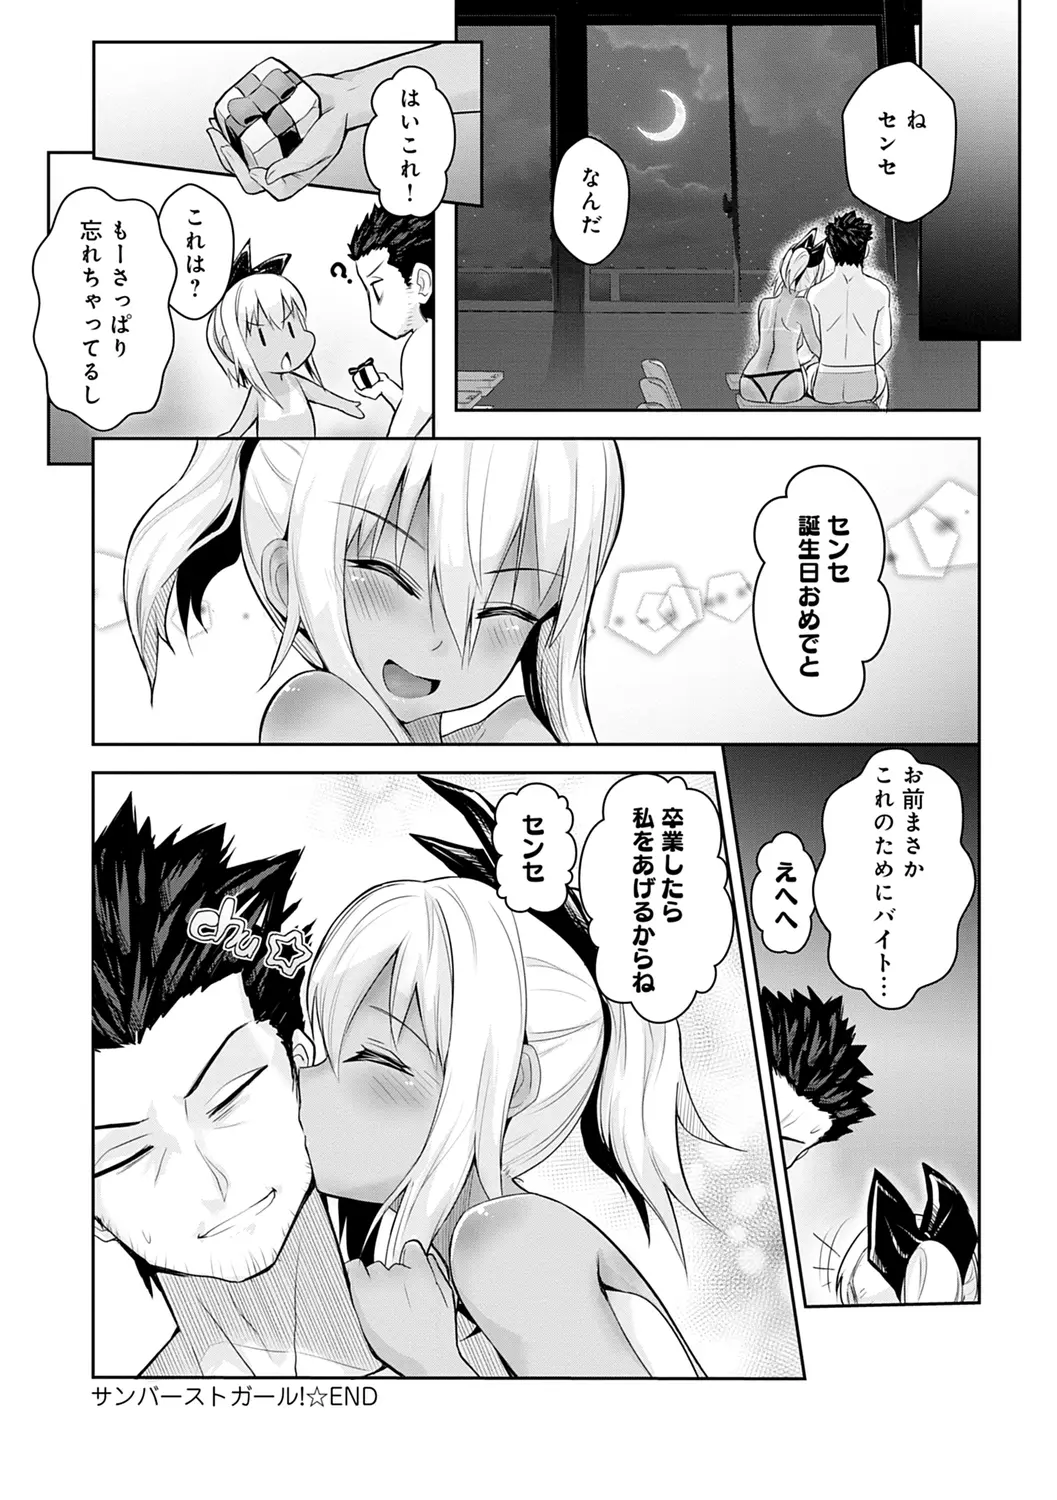 ね
センセ
なんだ
はいこれ！
これは？
？
もーさっぱり
忘れちゃってるし
センセ
誕生日おめでと
お前まさか
これのためにバイト…
えへへ
卒業したら
私をあげるからね
センセ
chu☆
サンバーストガール!☆END